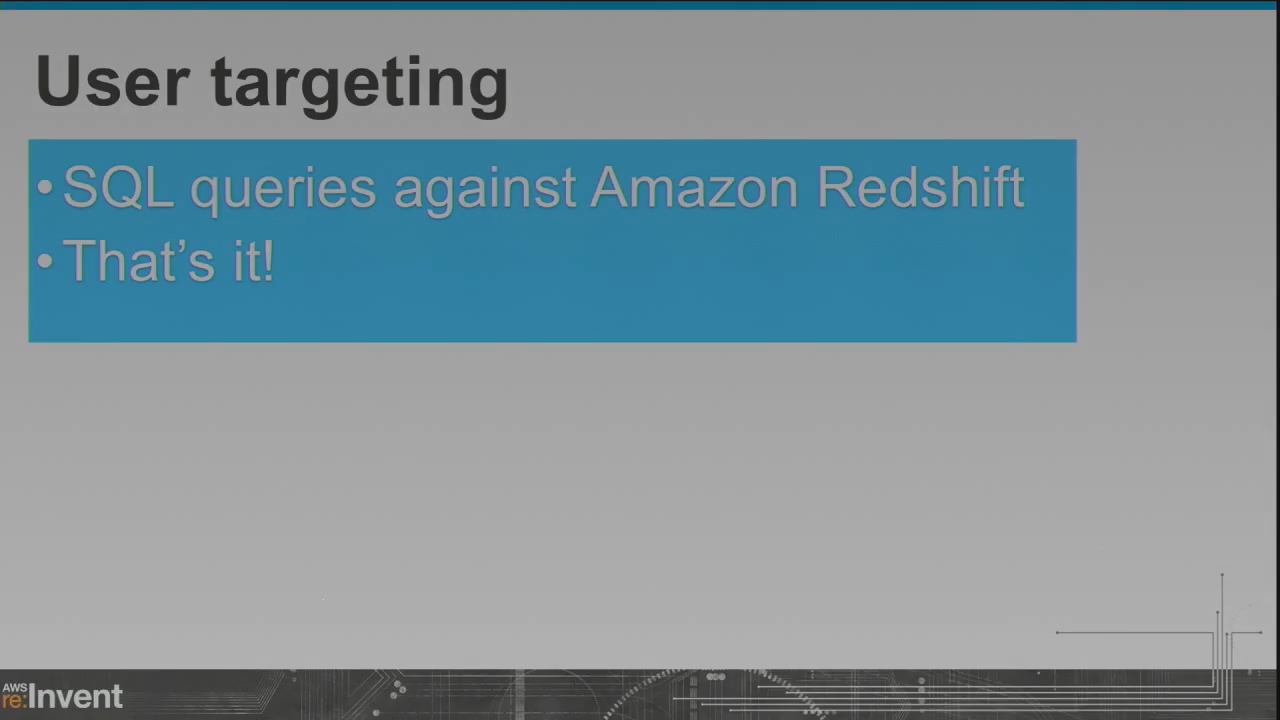 User targeting
• SQL queries against Amazon Redshift
• That’s it!
AWS
re:Invent